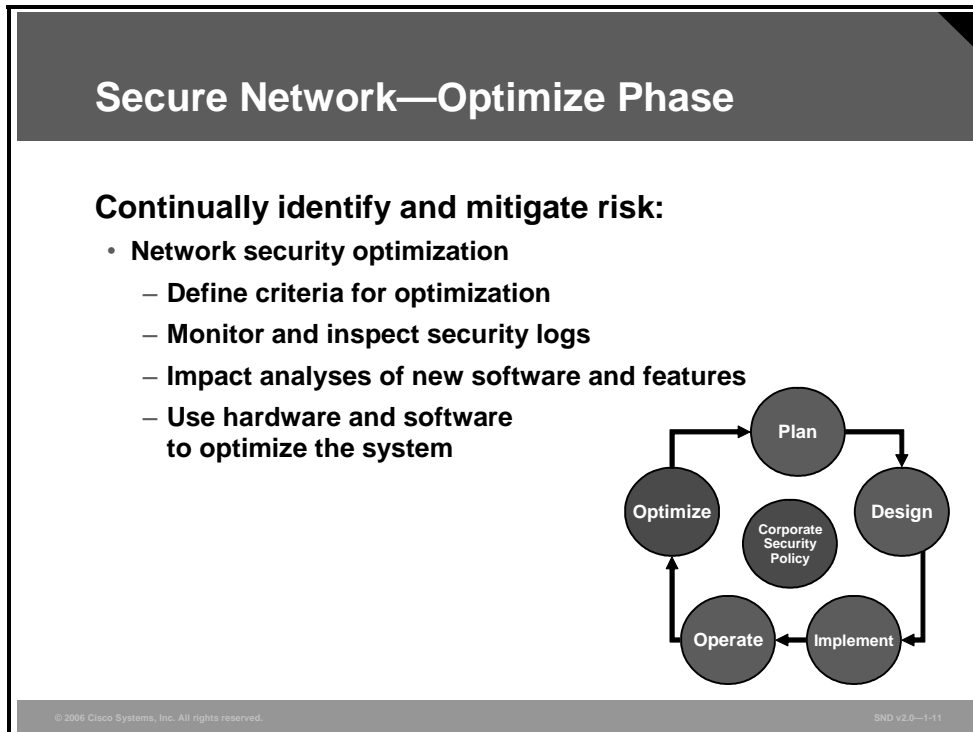 Secure Network—Optimize Phase
Continually identify and mitigate risk:
• Network security optimization
– Define criteria for optimization
– Monitor and inspect security logs
– Impact analyses of new software and features
– Use hardware and software
to optimize the system
Plan
Optimize
Design
Corporate
Security
Policy
Operate
Implement
© 2006 Cisco Systems, Inc. All rights reserved.
SND v2.0—1-11